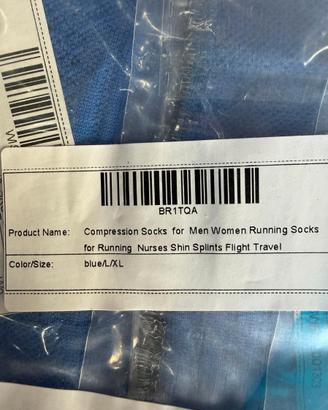 BR1TQA
Product Name: Compression Socks for Men Women Running Socks
for Running Nurses Shin Splints Flight Travel
Color/Size: blue/L/XL